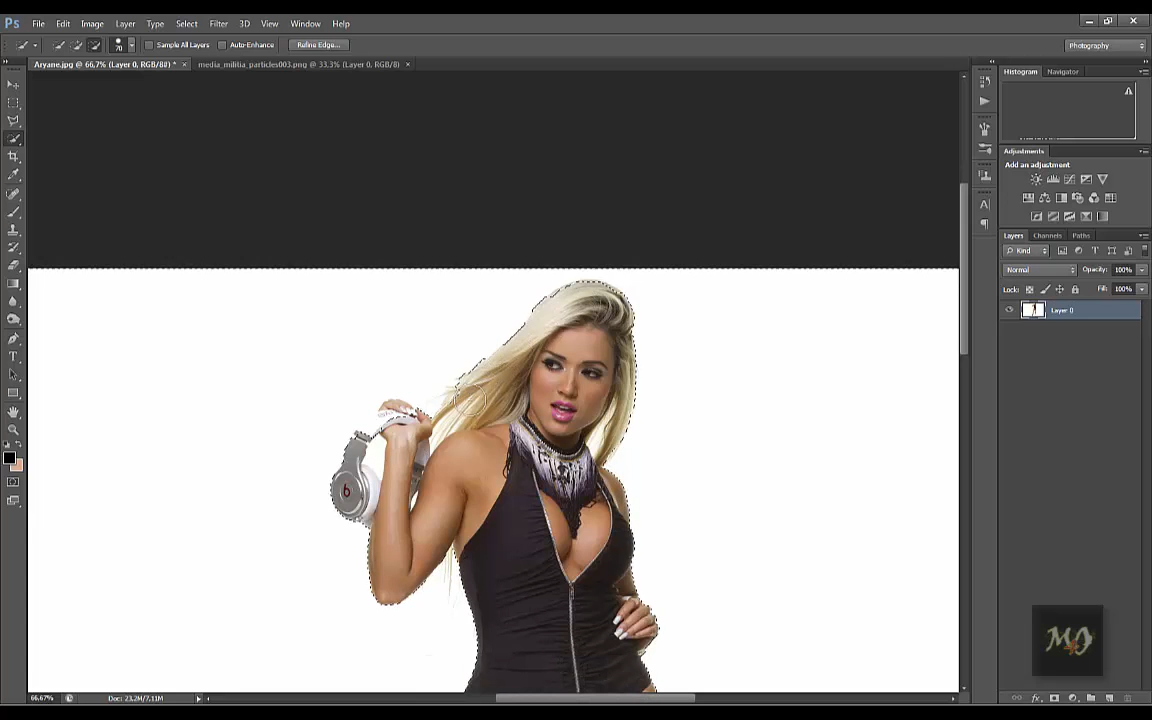 Ps File Edit Image Layer Type Select Filter 3D View Window Help
70 Sample All Layers Auto-Enhance Refine Edge... Photography
Aryane.jpg @ 66,7% (Layer 0, RGB/8#) * × media_militia_particles003.png @ 33,3% (Layer 0, RGB/8) ×
Histogram Navigator
Adjustments
Add an adjustment
Layers Channels Paths
Kind
Normal Opacity: 100%
Lock: Fill: 100%
Layer 0
b
MO
66,67% Doc: 23,2M/7,11M